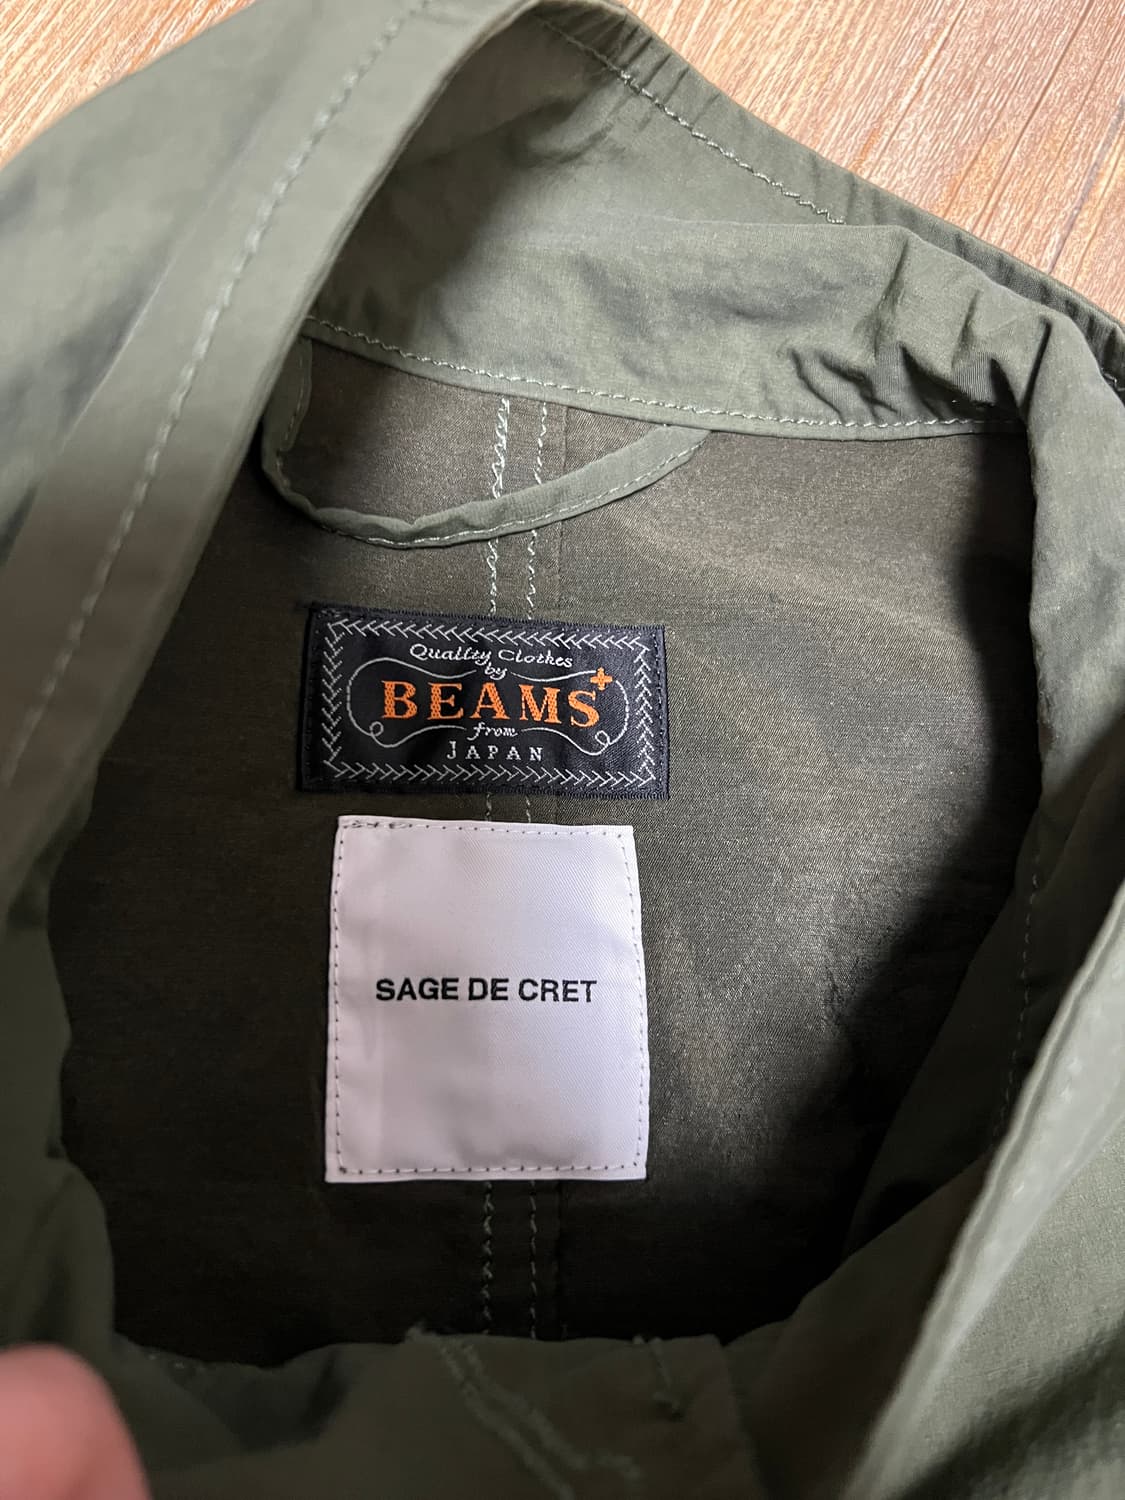 Quality Clothes
by
BEAMS+
from
JAPAN
SAGE DE CRET